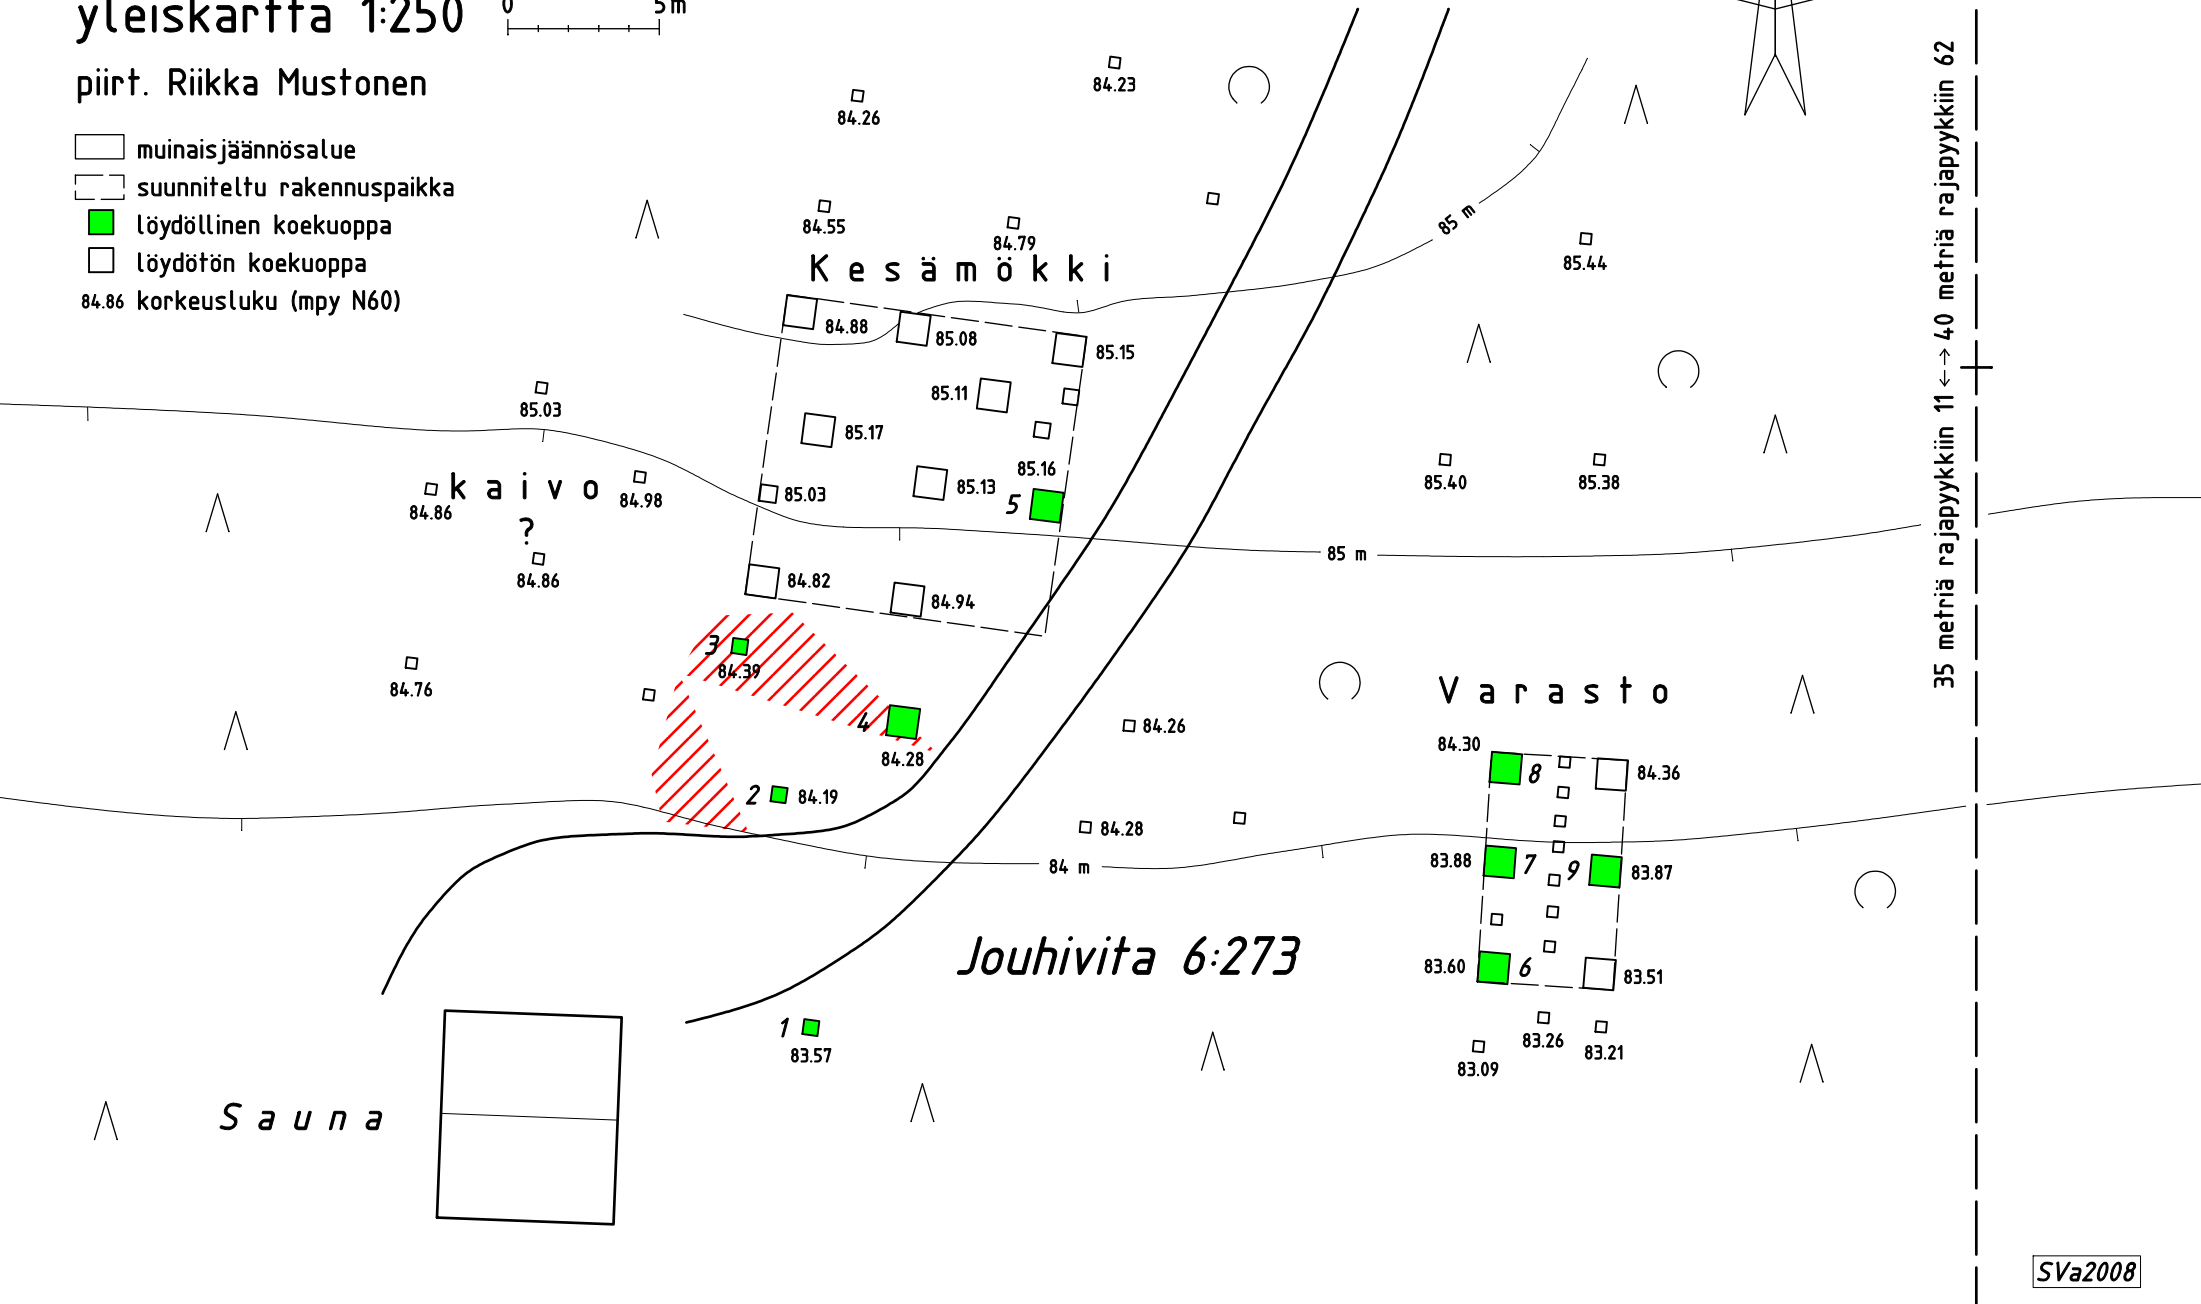 yleiskartta 1:250
0 5 m
piirt. Riikka Mustonen
muinaisjäännösalue
suunniteltu rakennuspaikka
löydöllinen koekuoppa
löydötön koekuoppa
84.86 korkeusluku (mpy N60)
84.23
84.26
84.55
84.79
85 m
85.44
Kesämökki
84.88
85.08
85.15
85.11
85.03
85.17
85.16
85.40
85.38
kaivo
?
84.86
84.98
85.03
85.13
5
85 m
84.86
84.82
84.94
3
84.39
84.76
4
84.28
84.26
Varasto
84.30
8
84.36
2
84.19
84.28
84 m
83.88
7
9
83.87
Jouhivita 6:273
83.60
6
83.51
1
83.57
83.26
83.21
83.09
Sauna
35 metriä rajapyykkiin 11 ←→ 40 metriä rajapyykkiin 62
SVa2008